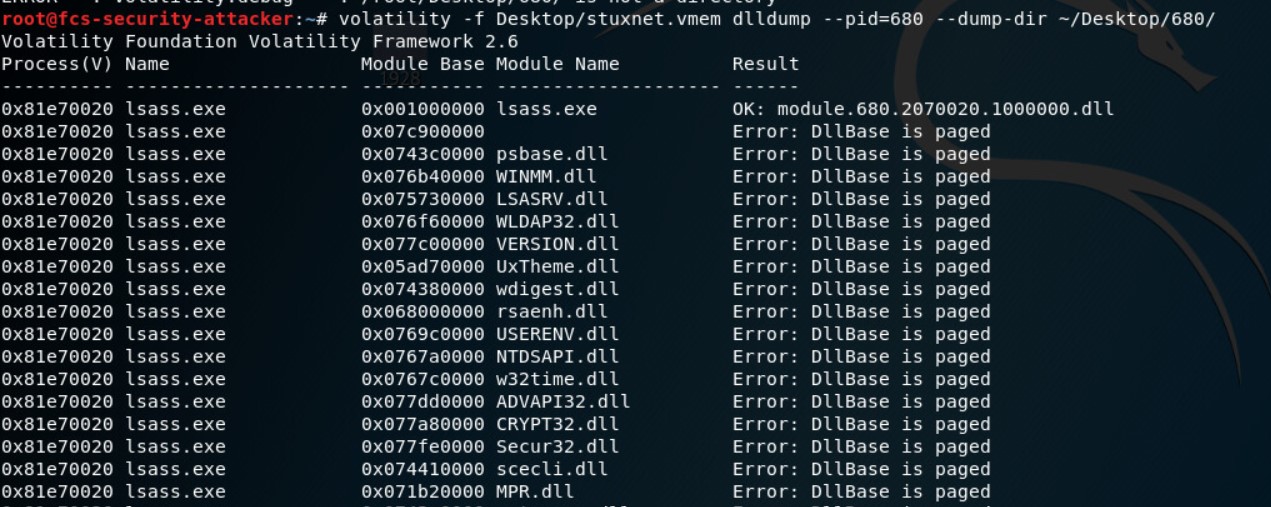 ERROR : volatility.debug : /root/Desktop/680/ is not a directory
root@fcs-security-attacker:~# volatility -f Desktop/stuxnet.vmem dlldump --pid=680 --dump-dir ~/Desktop/680/
Volatility Foundation Volatility Framework 2.6
Process(V) Name Module Base Module Name Result
1928
---------- -------------------- ---------- -------------------- ------
0x81e70020 lsass.exe 0x001000000 lsass.exe OK: module.680.2070020.1000000.dll
0x81e70020 lsass.exe 0x07c900000 Error: DllBase is paged
0x81e70020 lsass.exe 0x0743c0000 psbase.dll Error: DllBase is paged
0x81e70020 lsass.exe 0x076b40000 WINMM.dll Error: DllBase is paged
0x81e70020 lsass.exe 0x075730000 LSASRV.dll Error: DllBase is paged
0x81e70020 lsass.exe 0x076f60000 WLDAP32.dll Error: DllBase is paged
0x81e70020 lsass.exe 0x077c00000 VERSION.dll Error: DllBase is paged
0x81e70020 lsass.exe 0x05ad70000 UxTheme.dll Error: DllBase is paged
0x81e70020 lsass.exe 0x074380000 wdigest.dll Error: DllBase is paged
0x81e70020 lsass.exe 0x068000000 rsaenh.dll Error: DllBase is paged
0x81e70020 lsass.exe 0x0769c0000 USERENV.dll Error: DllBase is paged
0x81e70020 lsass.exe 0x0767a0000 NTDSAPI.dll Error: DllBase is paged
0x81e70020 lsass.exe 0x0767c0000 w32time.dll Error: DllBase is paged
0x81e70020 lsass.exe 0x077dd0000 ADVAPI32.dll Error: DllBase is paged
0x81e70020 lsass.exe 0x077a80000 CRYPT32.dll Error: DllBase is paged
0x81e70020 lsass.exe 0x077fe0000 Secur32.dll Error: DllBase is paged
0x81e70020 lsass.exe 0x074410000 scecli.dll Error: DllBase is paged
0x81e70020 lsass.exe 0x071b20000 MPR.dll Error: DllBase is paged